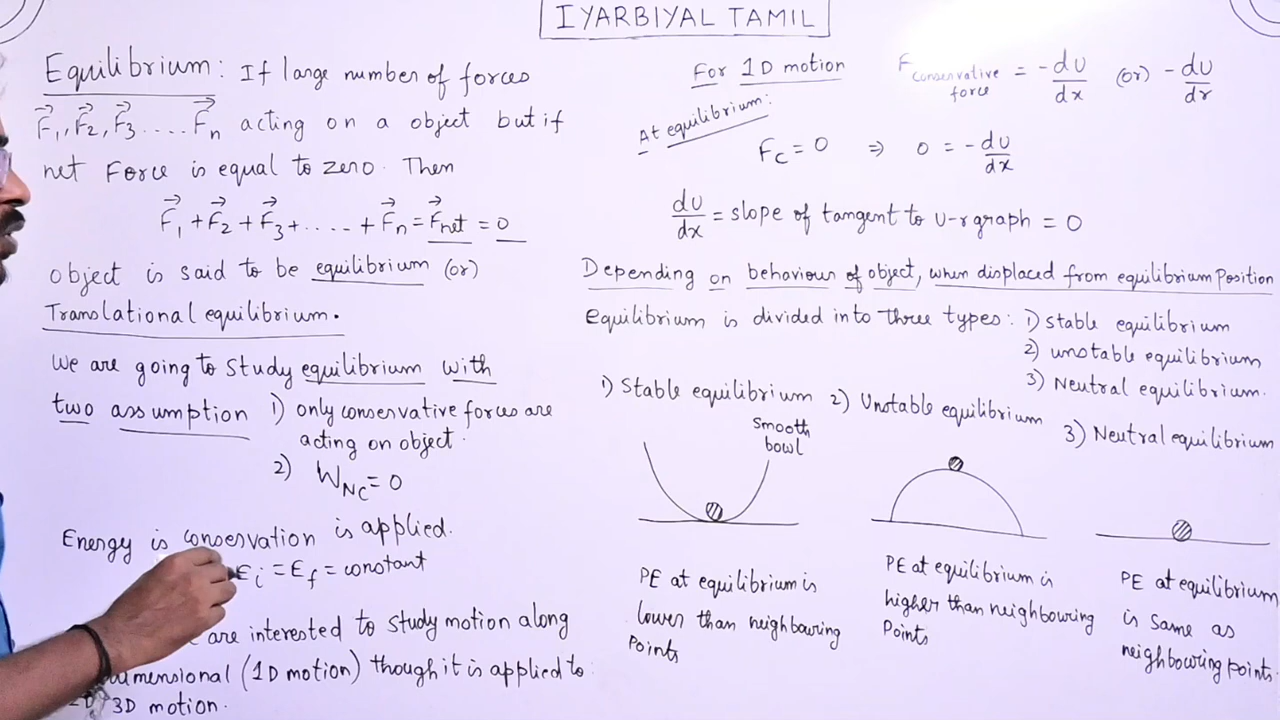 IYARBIYAL TAMIL
Equilibrium: If large number of forces
F⃗₁, F⃗₂, F⃗₃ ..... F⃗n acting on a object but if
net Force is equal to zero. Then
F⃗₁ + F⃗₂ + F⃗₃ + ..... + F⃗n = F⃗net = 0
object is said to be equilibrium (or)
Translational equilibrium.
We are going to study equilibrium with
two assumption 1) only conservative forces are
acting on object.
2) W_NC = 0
Energy is conservation is applied.
Ei = Ef = constant
are interested to study motion along
dimensional (1D motion) though it is applied to
3D motion.
For 1D motion
F conservative force = -dU/dx (or) -dU/dr
At equilibrium:
Fc = 0 ⇒ 0 = -dU/dx
dU/dx = slope of tangent to U-r graph = 0
Depending on behaviour of object, when displaced from equilibrium Position
Equilibrium is divided into three types: 1) Stable equilibrium
2) unstable equilibrium
3) Neutral equilibrium.
1) Stable equilibrium
Smooth
bowl
PE at equilibrium is
lower than neighbouring
Points
2) Unstable equilibrium
PE at equilibrium is
higher than neighbouring
Points
3) Neutral equilibrium
PE at equilibrium
is same as
neighbouring points.